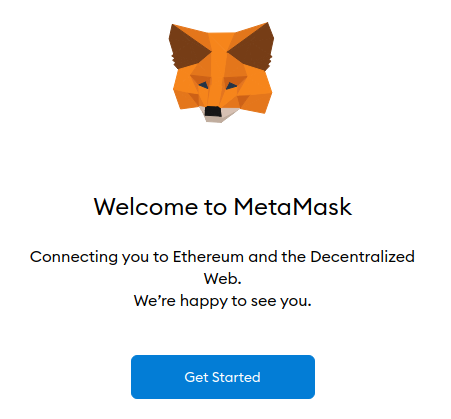 Welcome to MetaMask
Connecting you to Ethereum and the Decentralized
Web.
We’re happy to see you.
Get Started